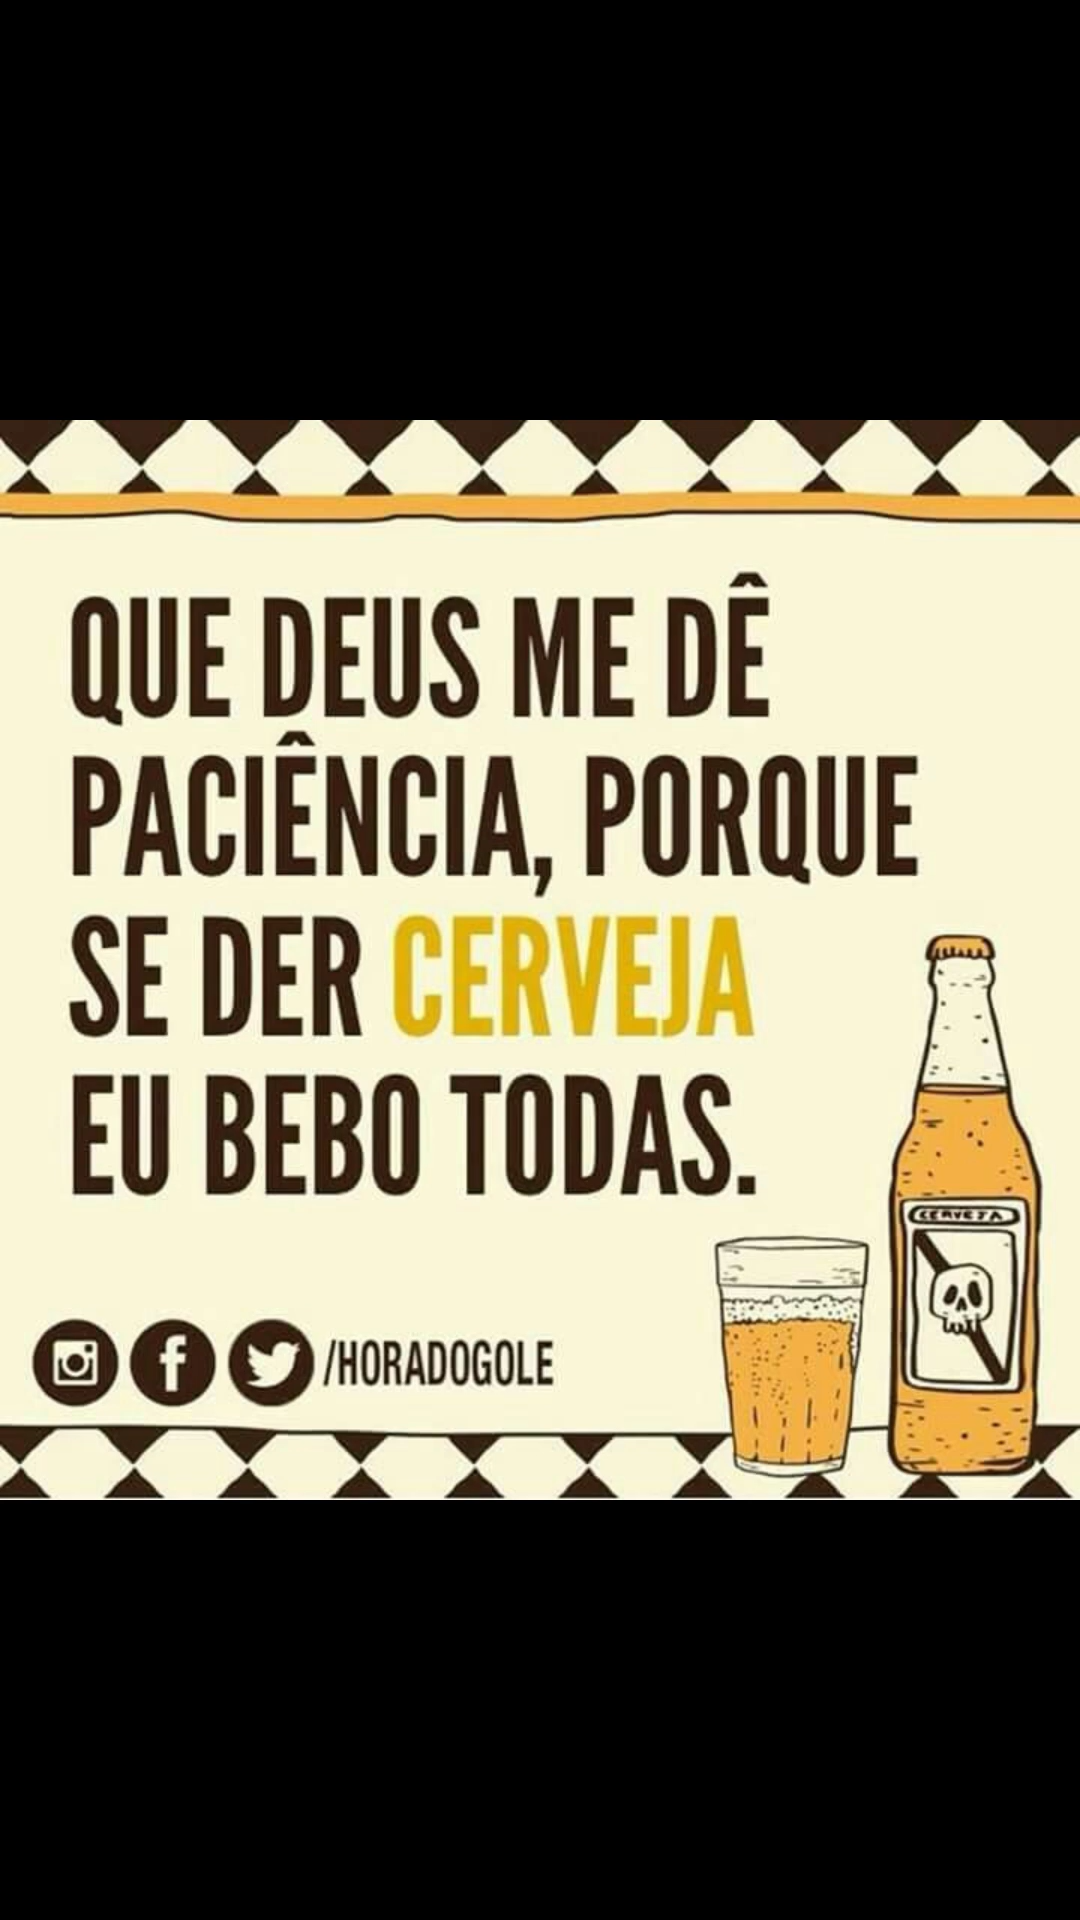 QUE DEUS ME DÊ
PACIÊNCIA, PORQUE
SE DER CERVEJA
EU BEBO TODAS.
CERVEJA
/HORADOGOLE